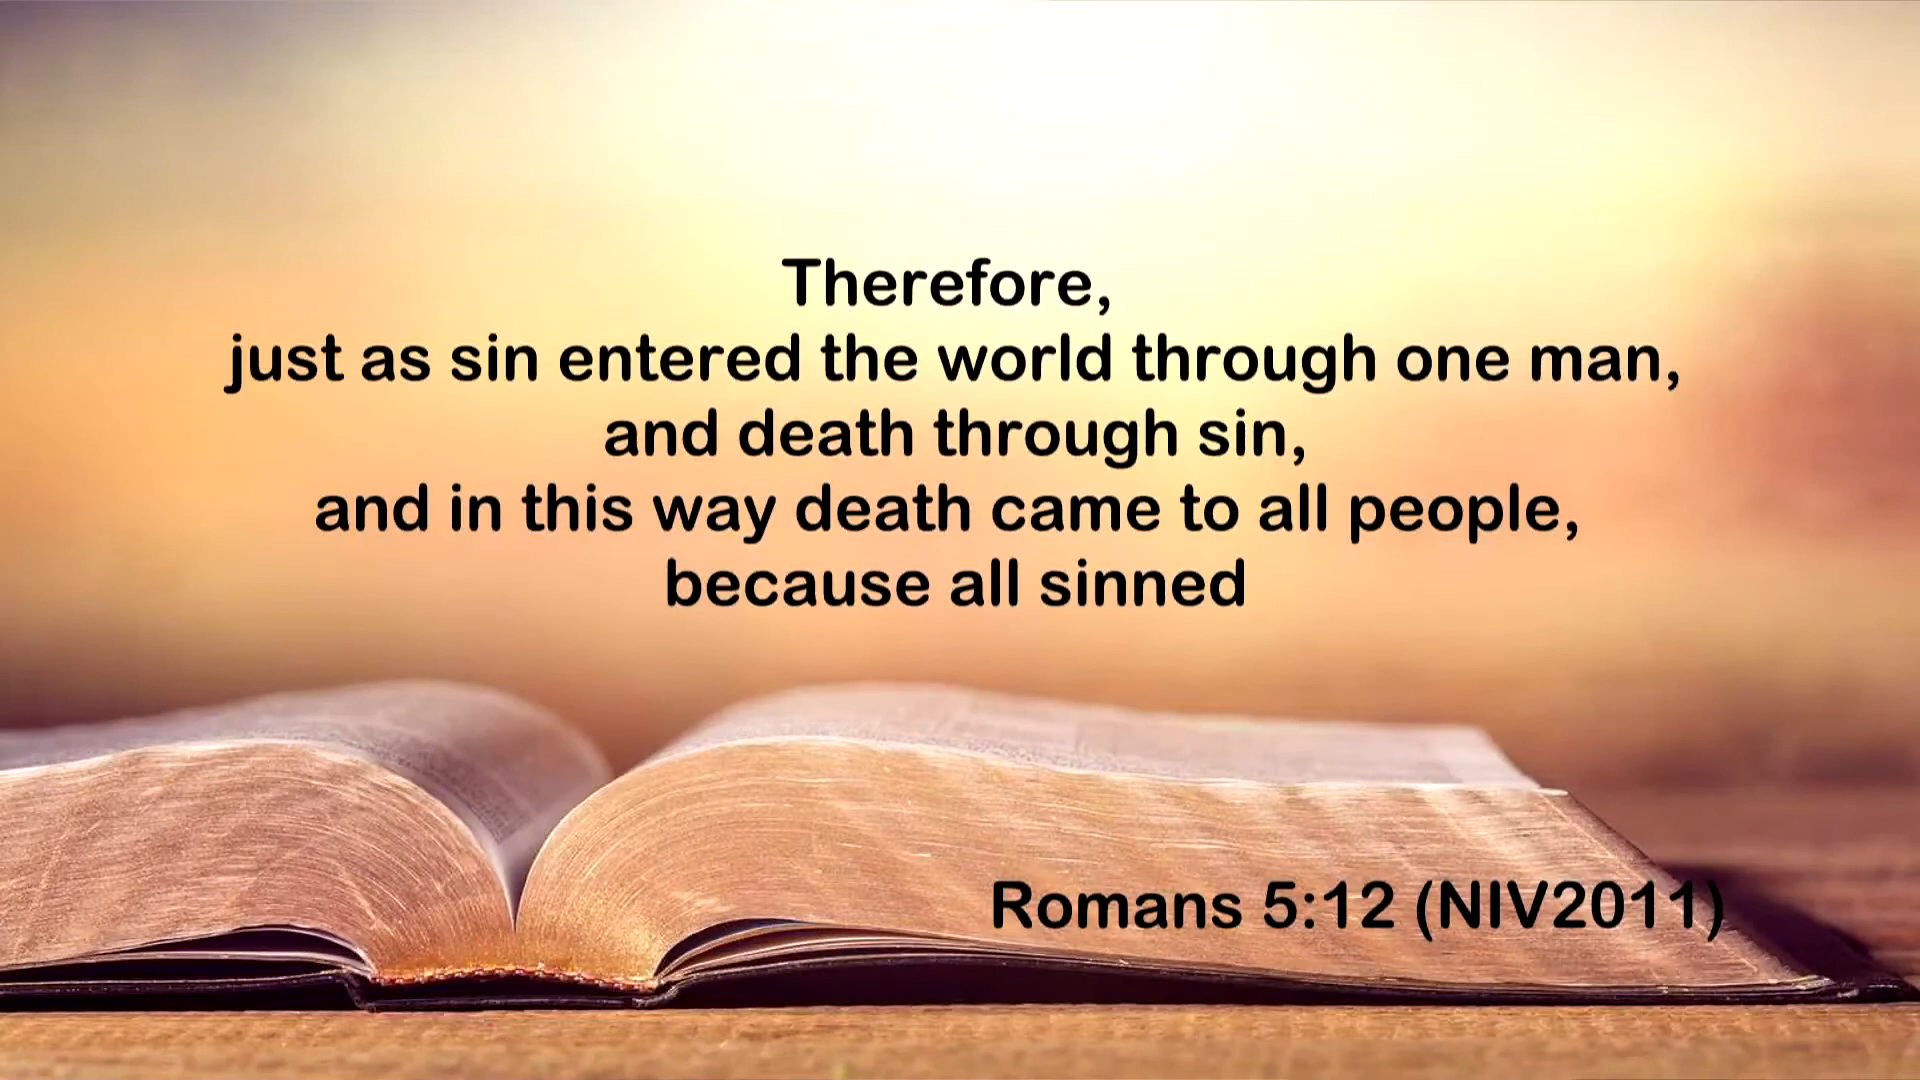 Therefore,
just as sin entered the world through one man,
and death through sin,
and in this way death came to all people,
because all sinned
Romans 5:12 (NIV2011)